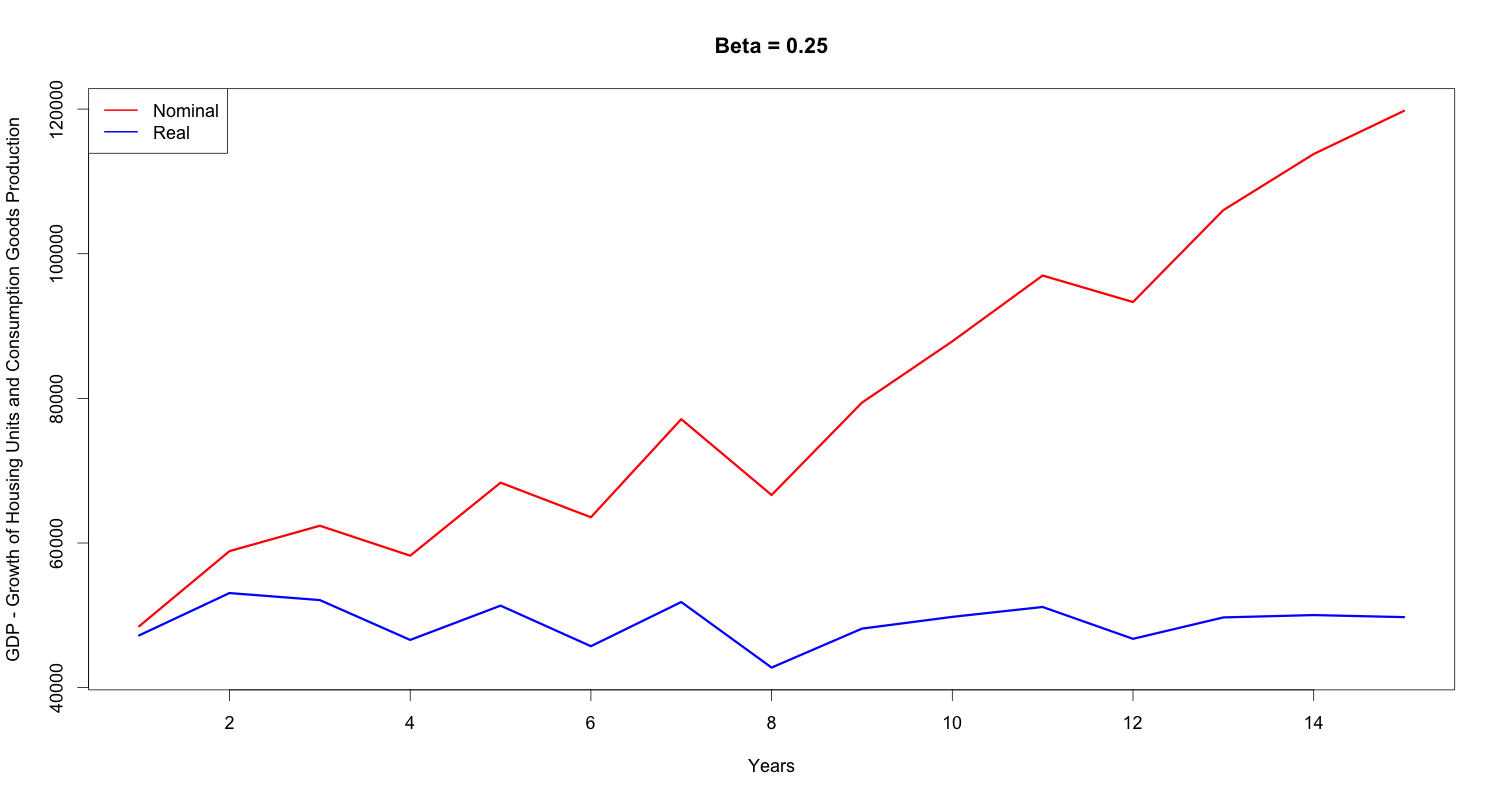 Beta = 0.25
Nominal
Real
GDP - Growth of Housing Units and Consumption Goods Production
120000
100000
80000
60000
40000
2 4 6 8 10 12 14
Years